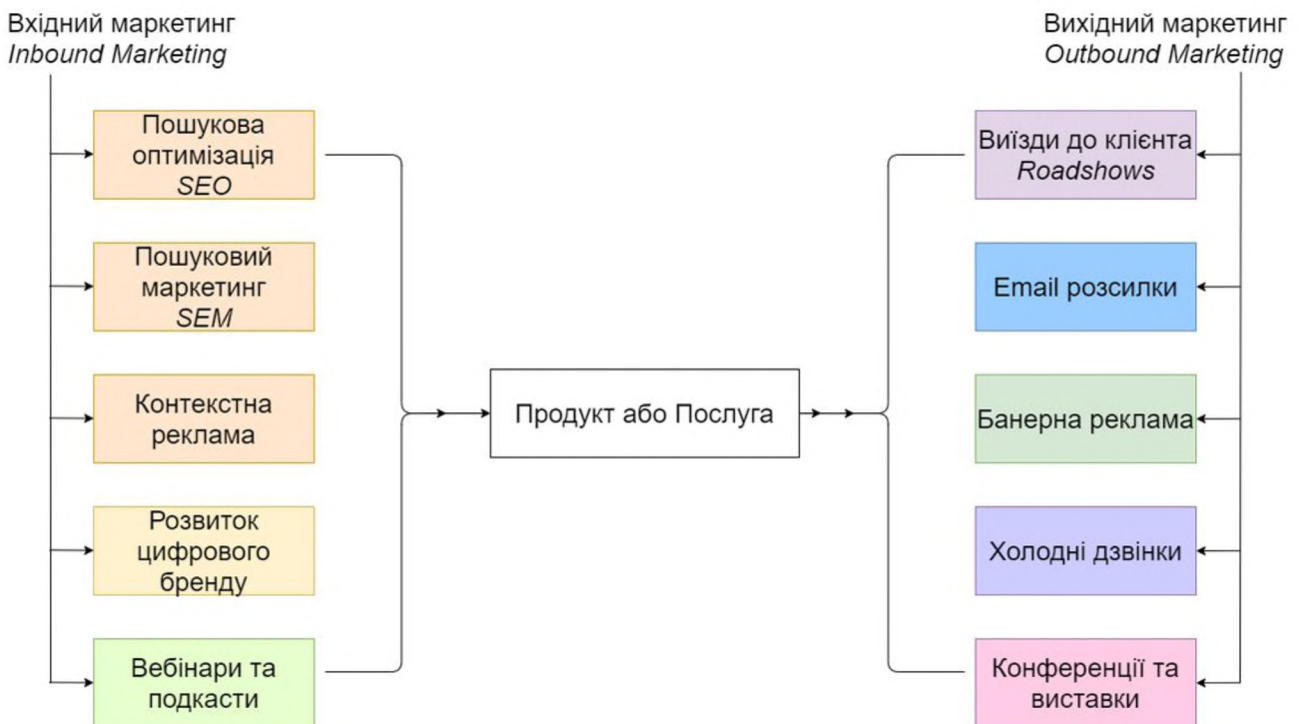 Вхідний маркетинг
Inbound Marketing
Пошукова
оптимізація
SEO
Пошуковий
маркетинг
SEM
Контекстна
реклама
Розвиток
цифрового
бренду
Вебінари та
подкасти
Продукт або Послуга
Вихідний маркетинг
Outbound Marketing
Виїзди до клієнта
Roadshows
Email розсилки
Банерна реклама
Холодні дзвінки
Конференції та
виставки